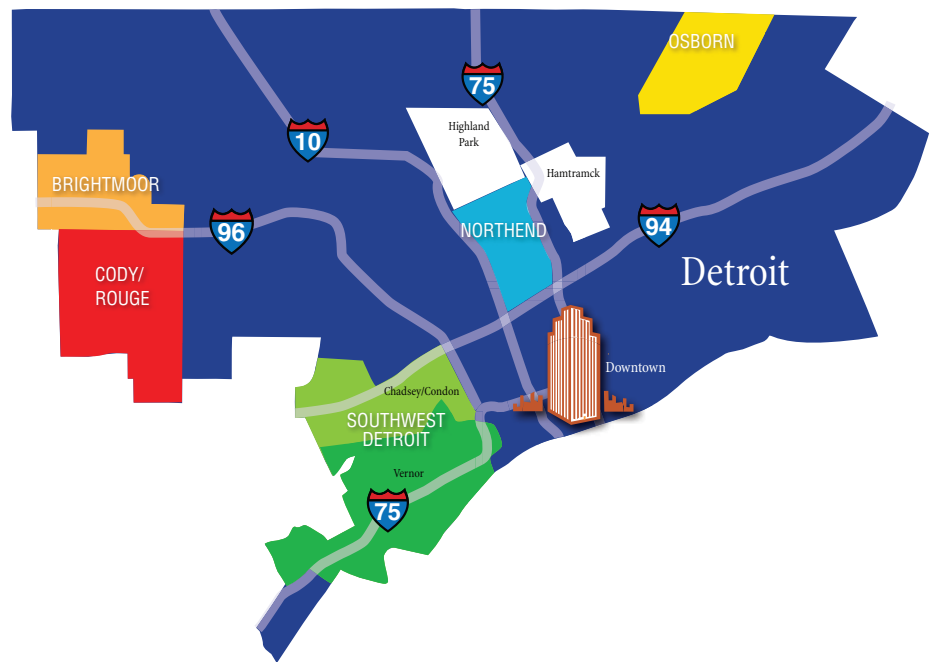 OSBORN
75
Highland
Park
10
Hamtramck
BRIGHTMOOR
NORTHEND
96
94
CODY/
ROUGE
Detroit
Downtown
Chadsey/Condon
SOUTHWEST
DETROIT
Vernor
75